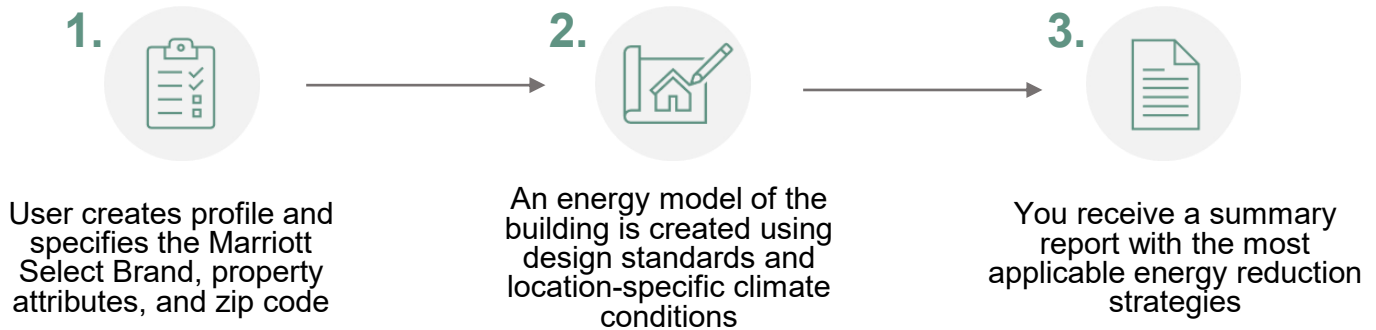 1.
User creates profile and
specifies the Marriott
Select Brand, property
attributes, and zip code
2.
An energy model of the
building is created using
design standards and
location-specific climate
conditions
3.
You receive a summary
report with the most
applicable energy reduction
strategies